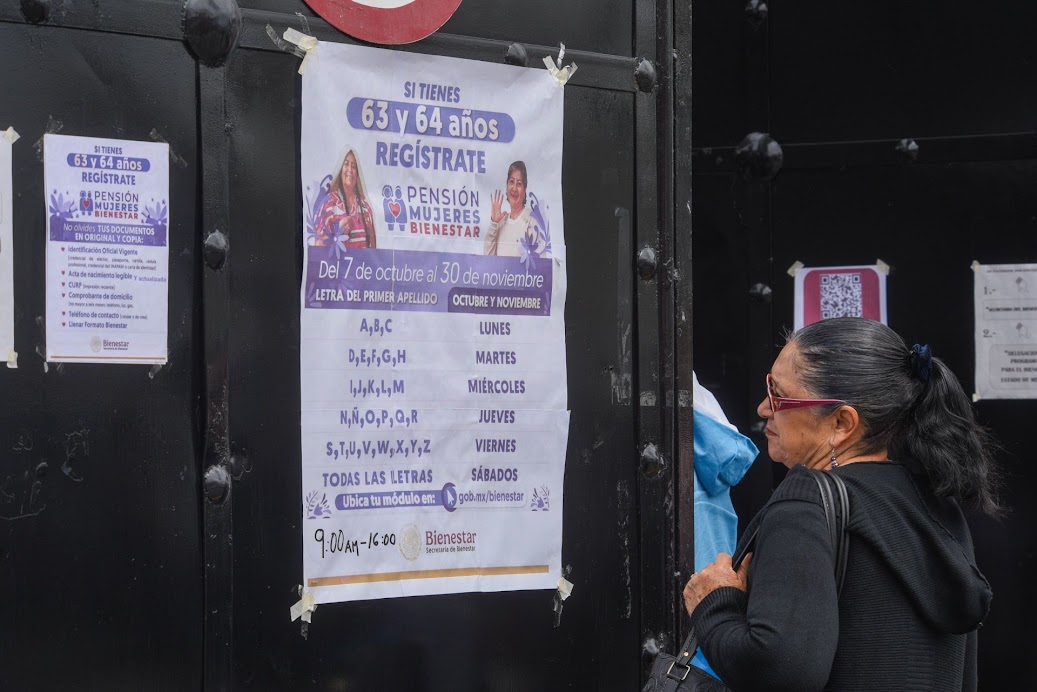 SI TIENES
63 y 64 años
REGÍSTRATE
PENSIÓN
MUJERES
BIENESTAR
No olvides TUS DOCUMENTOS
EN ORIGINAL Y COPIA:
Identificación Oficial Vigente
Acta de nacimiento legible y actualizada
CURP
Comprobante de domicilio
Teléfono de contacto
Llenar Formato Bienestar
Bienestar
SI TIENES
63 y 64 años
REGÍSTRATE
PENSIÓN
MUJERES
BIENESTAR
Del 7 de octubre al 30 de noviembre
LETRA DEL PRIMER APELLIDO OCTUBRE Y NOVIEMBRE
A,B,C LUNES
D,E,F,G,H MARTES
I,J,K,L,M MIÉRCOLES
N,Ñ,O,P,Q,R JUEVES
S,T,U,V,W,X,Y,Z VIERNES
TODAS LAS LETRAS SÁBADOS
Ubica tu módulo en: gob.mx/bienestar
9:00AM-16:00
Bienestar
Secretaría de Bienestar
1.-
2.-